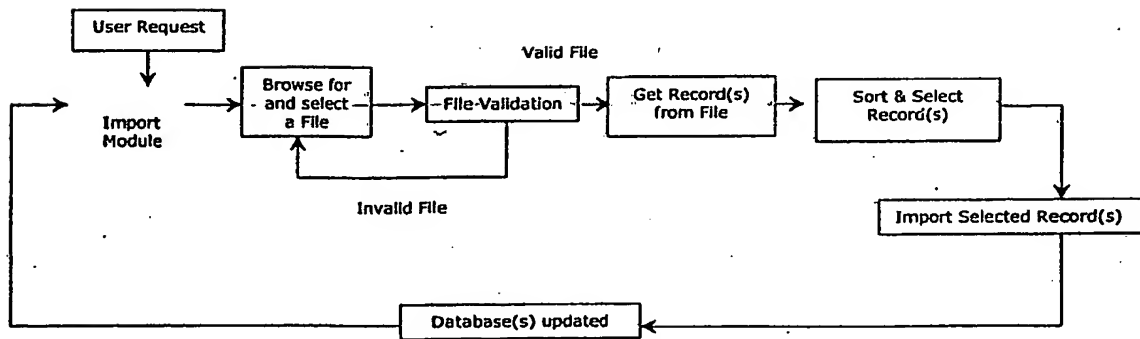 User Request
Import
Module
Browse for
and select
a File
File-Validation
Valid File
Invalid File
Get Record(s)
from File
Sort & Select
Record(s)
Import Selected Record(s)
Database(s) updated